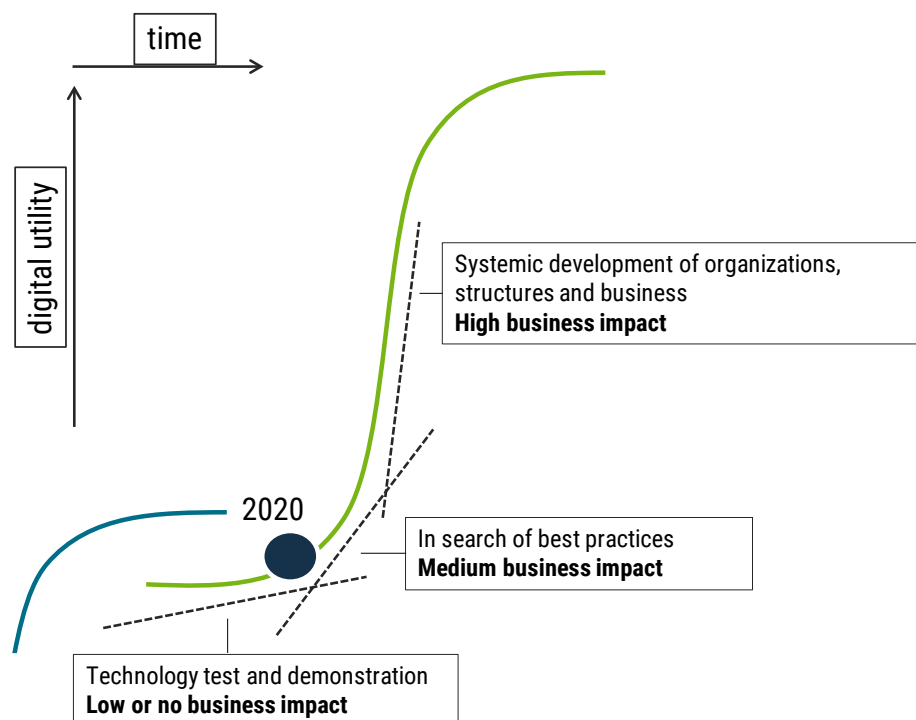 time
digital utility
Systemic development of organizations,
structures and business
High business impact
2020
In search of best practices
Medium business impact
Technology test and demonstration
Low or no business impact